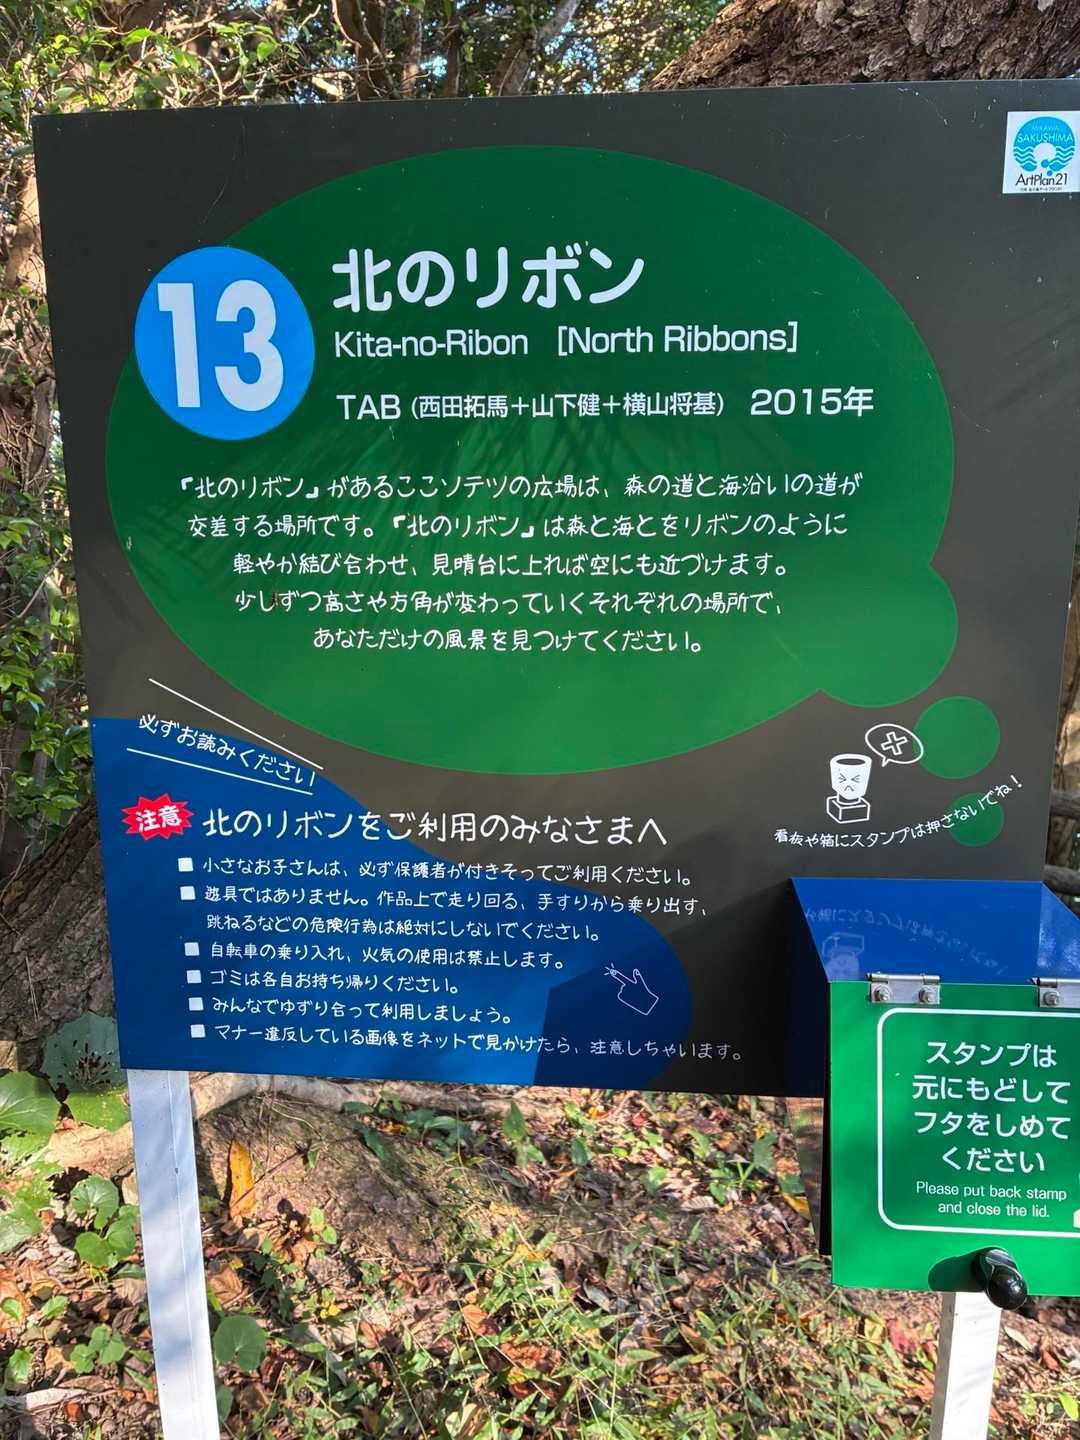 MIKAWA
SAKUSHIMA
ArtPlan21
13
北のリボン
Kita-no-Ribon [North Ribbons]
TAB (西田拓馬+山下健+横山将基) 2015年
『北のリボン』があるここソテツの広場は、森の道と海沿いの道が
交差する場所です。『北のリボン』は森と海とをリボンのように
軽やか結び合わせ、見晴台に上れば空にも近づけます。
少しずつ高さや方角が変わっていくそれぞれの場所で、
あなただけの風景を見つけてください。
必ずお読みください
注意
北のリボンをご利用のみなさまへ
小さなお子さんは、必ず保護者が付きそってご利用ください。
遊具ではありません。作品上で走り回る、手すりから乗り出す、
跳ねるなどの危険行為は絶対にしないでください。
自転車の乗り入れ、火気の使用は禁止します。
ゴミは各自お持ち帰りください。
みんなでゆずり合って利用しましょう。
マナー違反している画像をネットで見かけたら、注意しちゃいます。
看板や箱にスタンプは押さないでね!
スタンプは
元にもどして
フタをしめて
ください
Please put back stamp
and close the lid.